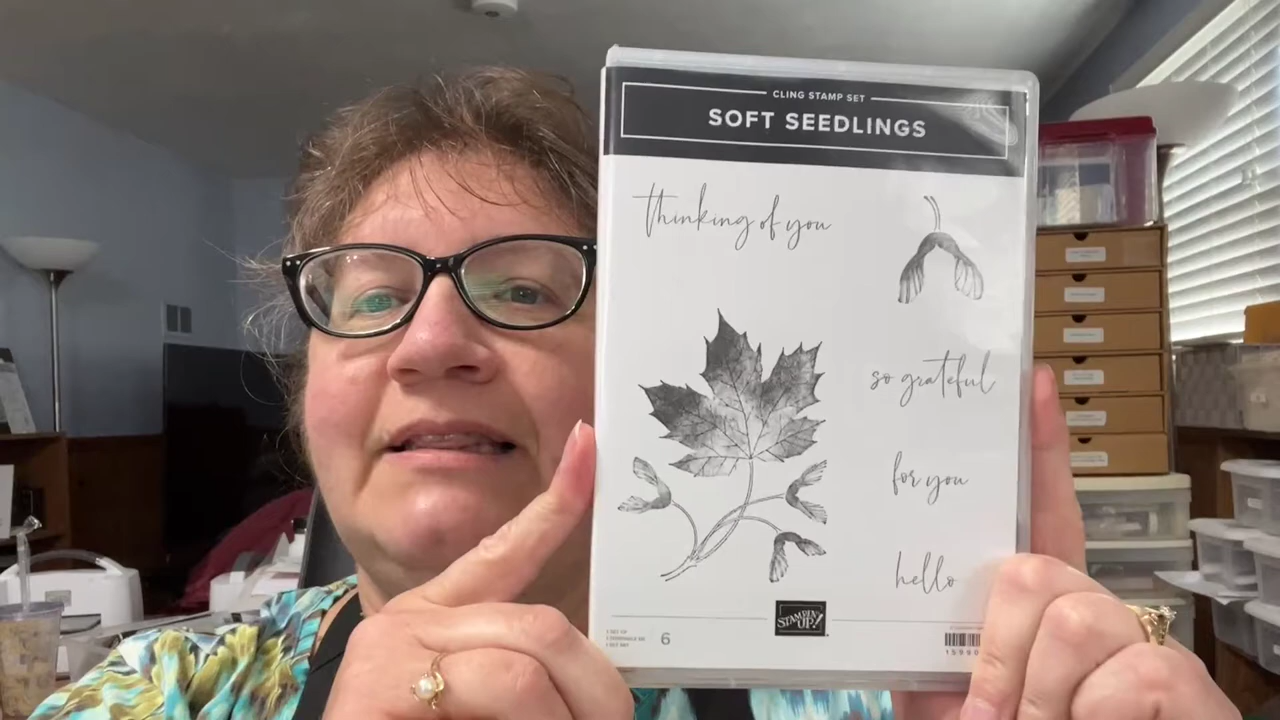 CLING STAMP SET
SOFT SEEDLINGS
thinking of you
so grateful
for you
hello
STAMPIN' UP!
6